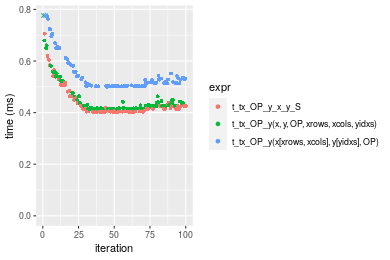 0.8
0.6
0.4
0.2
0.0
time (ms)
0
25
50
75
100
iteration
expr
t_tx_OP_y_x_y_S
t_tx_OP_y(x, y, OP, xrows, xcols, yidxs)
t_tx_OP_y(x[xrows, xcols], y[yidxs], OP)